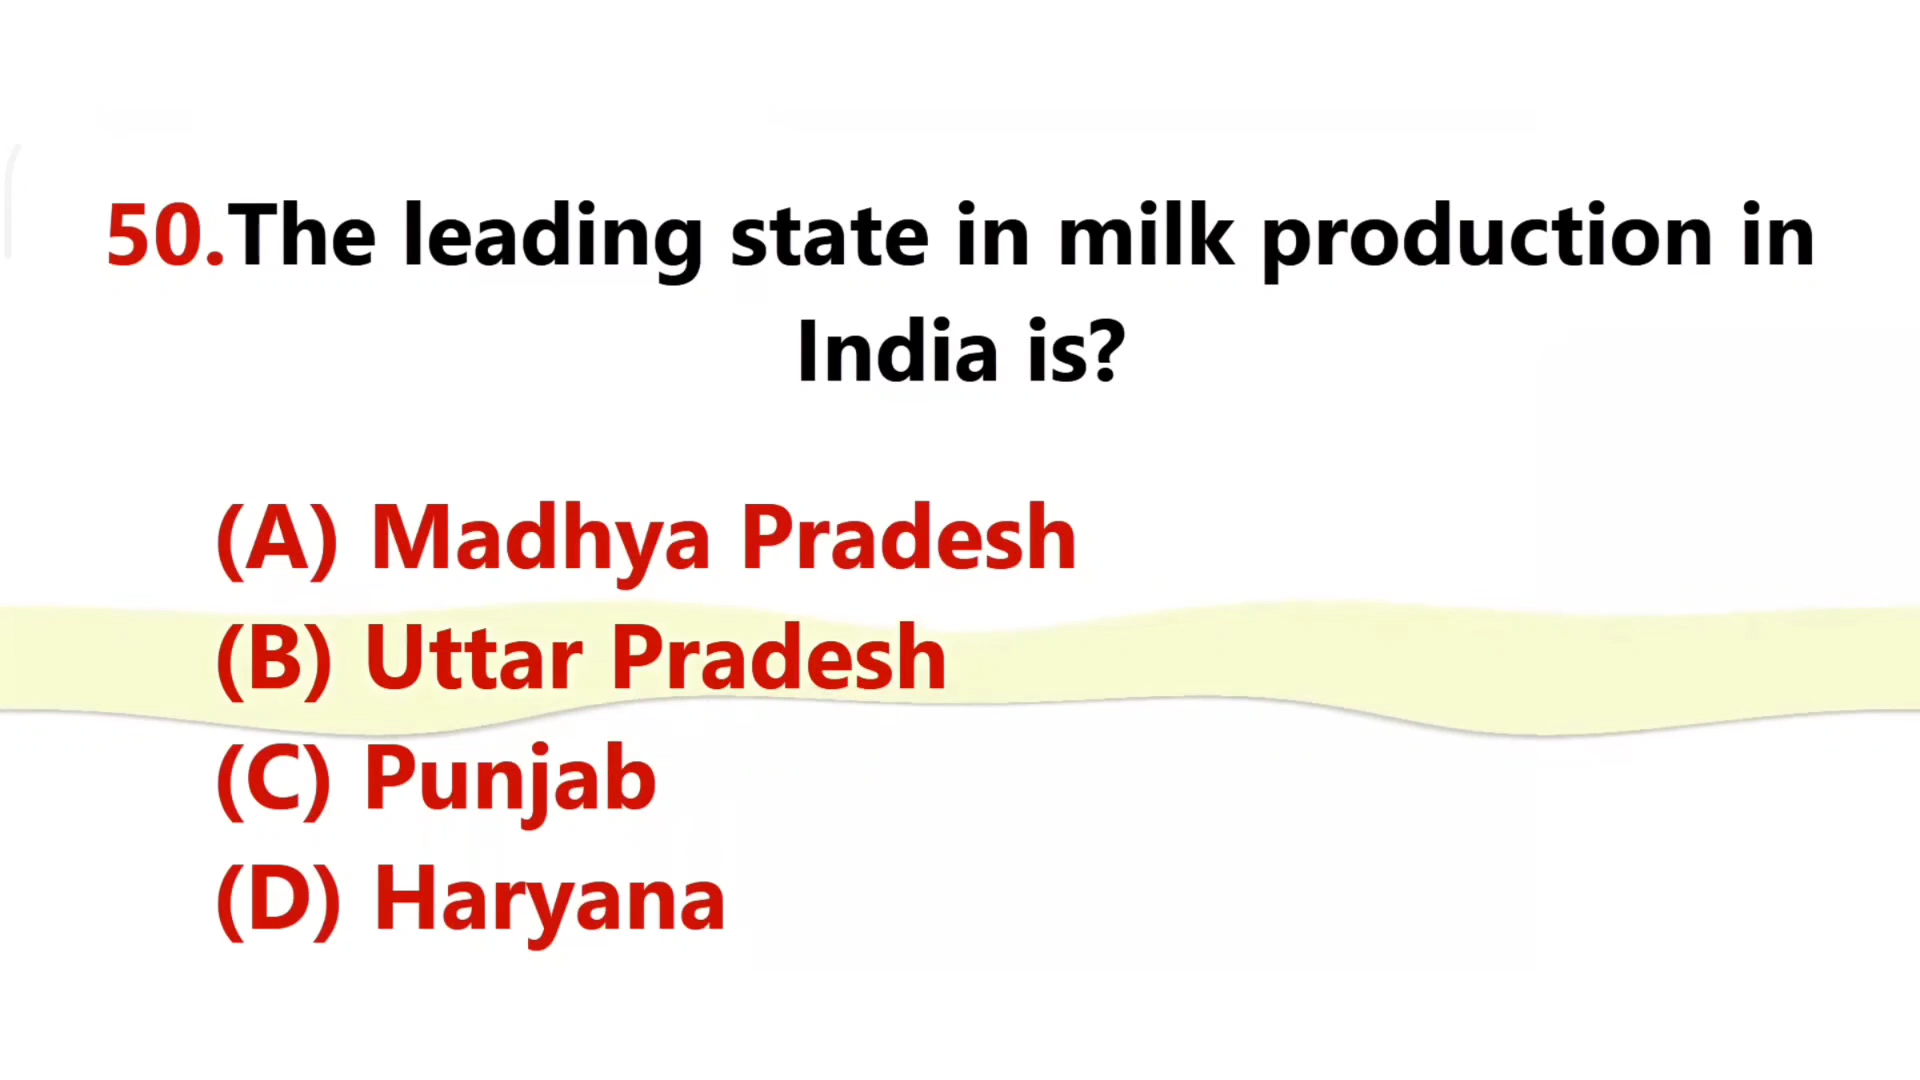 50.The leading state in milk production in
India is?
(A) Madhya Pradesh
(B) Uttar Pradesh
(C) Punjab
(D) Haryana